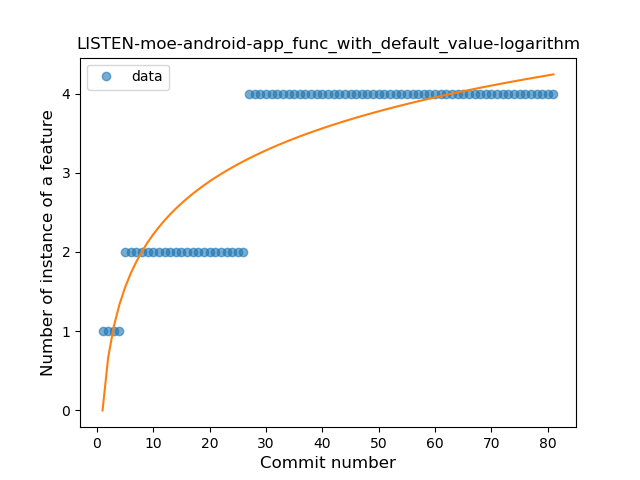 LISTEN-moe-android-app_func_with_default_value-logarithm
data
Number of instance of a feature
4
3
2
1
0
0 10 20 30 40 50 60 70 80
Commit number